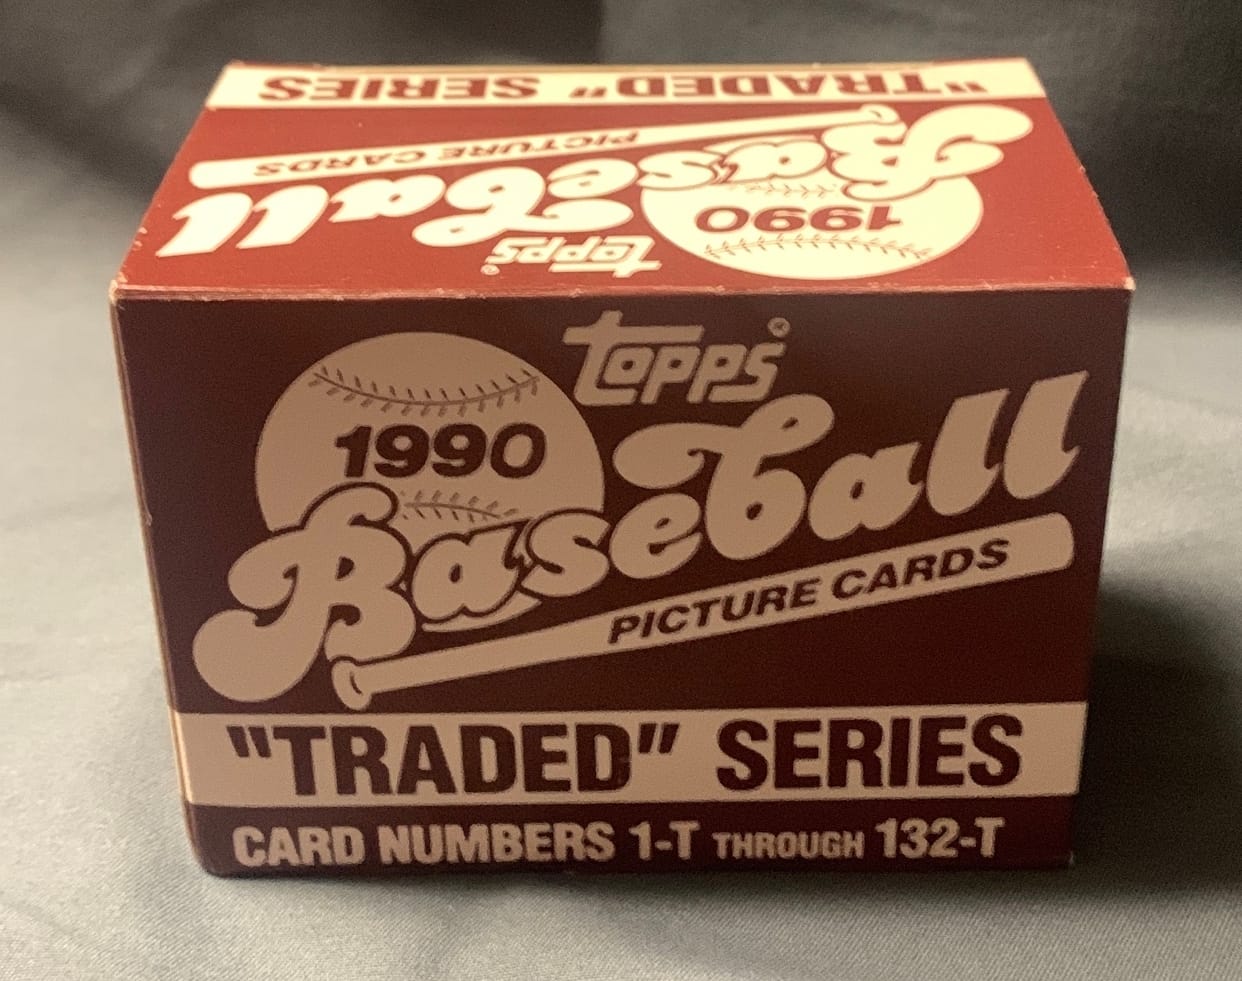 "TRADED" SERIES
PICTURE CARDS
Baseball
1990
topps
topps®
1990
Baseball
PICTURE CARDS
"TRADED" SERIES
CARD NUMBERS 1-T THROUGH 132-T